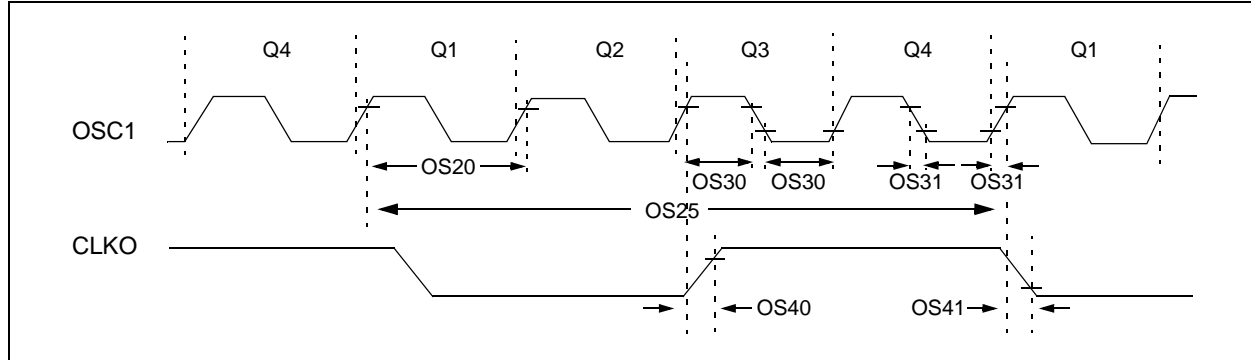 Q4 Q1 Q2 Q3 Q4 Q1
OSC1
OS20
OS30 OS30 OS31 OS31
OS25
CLKO
OS40 OS41